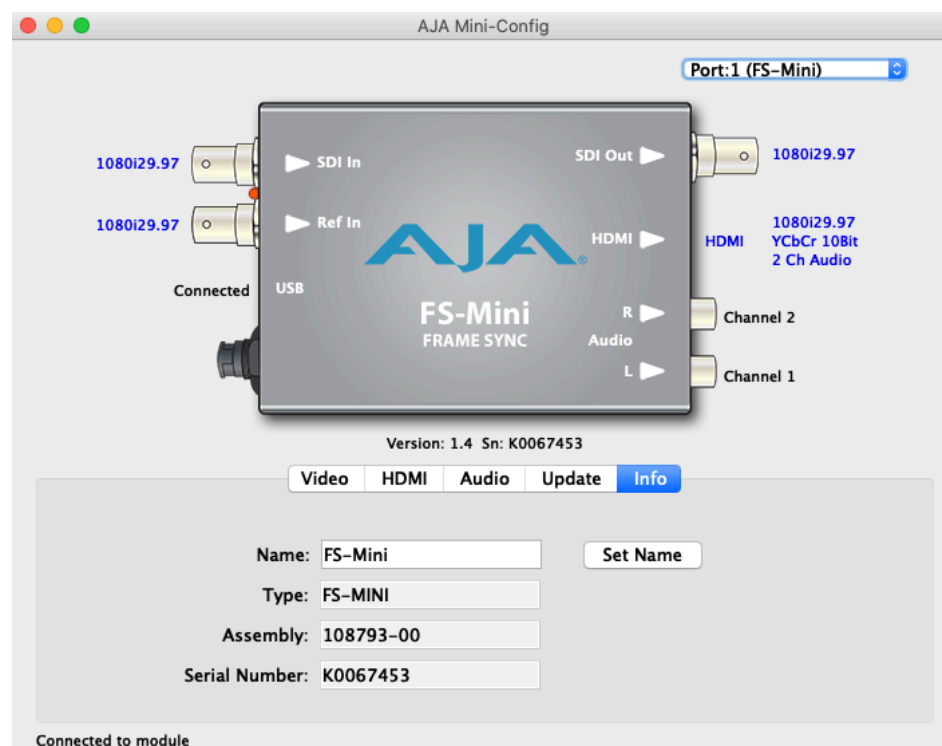 AJA Mini-Config
Port:1 (FS-Mini)
1080i29.97
SDI In
SDI Out
1080i29.97
1080i29.97
Ref In
HDMI
HDMI
1080i29.97
YCbCr 10Bit
2 Ch Audio
AJA®
Connected
USB
FS-Mini
FRAME SYNC
R
Audio
L
Channel 2
Channel 1
Version: 1.4 Sn: K0067453
Video HDMI Audio Update Info
Name: FS-Mini Set Name
Type: FS-MINI
Assembly: 108793-00
Serial Number: K0067453
Connected to module